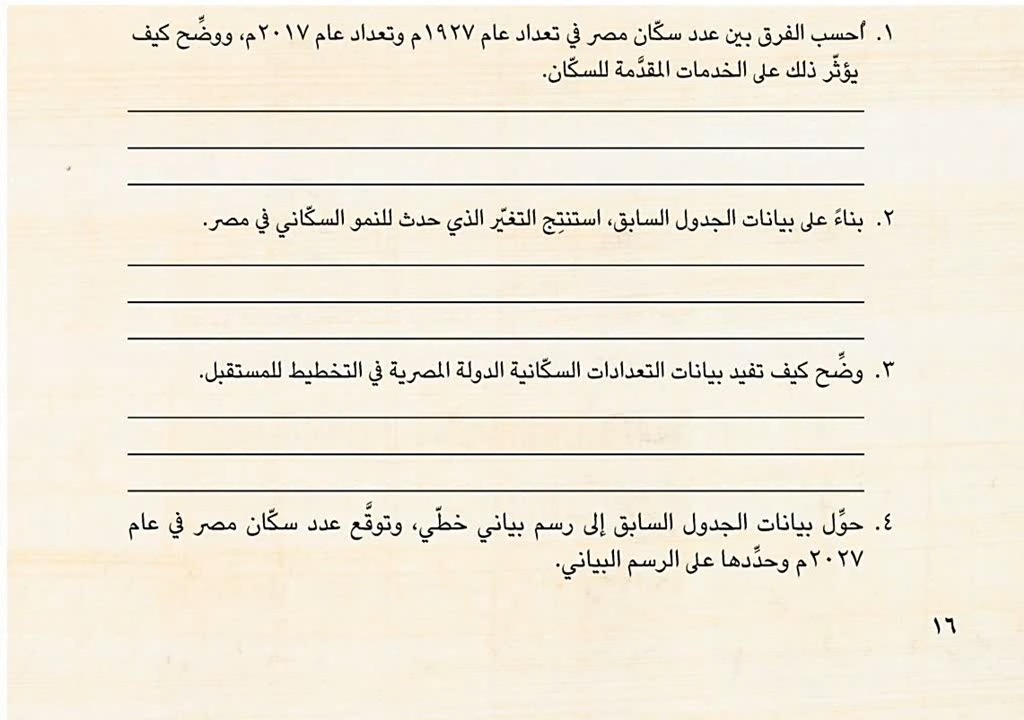 ١. اُحسب الفرق بين عدد سكّان مصر في تعداد عام ١٩٢٧م وتعداد عام ٢٠١٧م، ووضِّح كيف
يؤثّر ذلك على الخدمات المقدَّمة للسكّان.
٢. بناءً على بيانات الجدول السابق، استنتِج التغيّر الذي حدث للنمو السكّاني في مصر.
٣. وضِّح كيف تفيد بيانات التعدادات السكّانية الدولة المصرية في التخطيط للمستقبل.
٤. حوِّل بيانات الجدول السابق إلى رسم بياني خطّي، وتوقَّع عدد سكّان مصر في عام
٢٠٢٧م وحدِّدها على الرسم البياني.
١٦